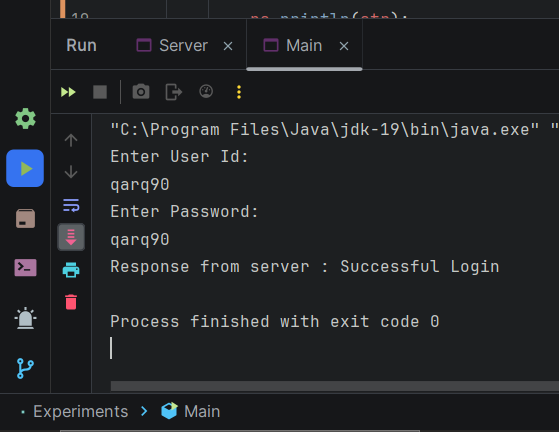 Run
Server
Main
"C:\Program Files\Java\jdk-19\bin\java.exe" "
Enter User Id:
qarq90
Enter Password:
qarq90
Response from server : Successful Login
Process finished with exit code 0
Experiments > Main